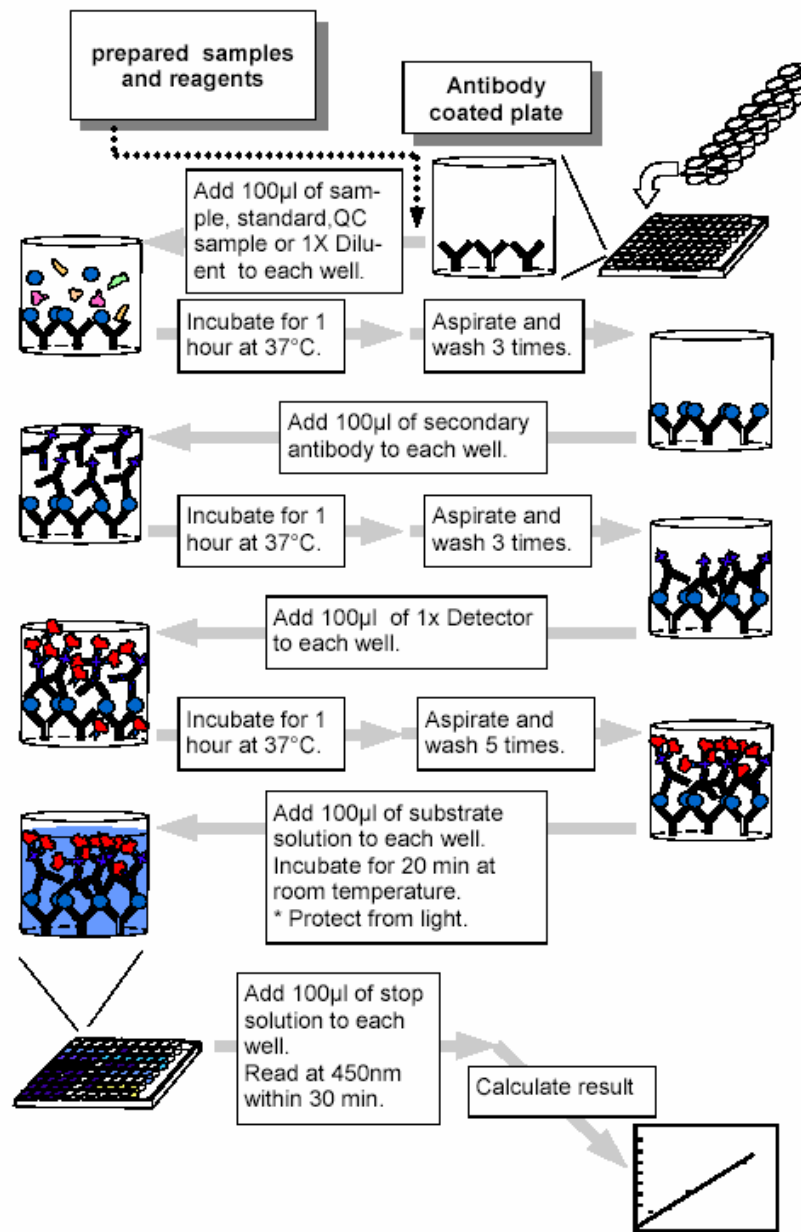 prepared samples
and reagents
Antibody
coated plate
Add 100µl of sam-
ple, standard,QC
sample or 1X Dilu-
ent to each well.
Incubate for 1
hour at 37°C.
Aspirate and
wash 3 times.
Add 100µl of secondary
antibody to each well.
Incubate for 1
hour at 37°C.
Aspirate and
wash 3 times.
Add 100µl of 1x Detector
to each well.
Incubate for 1
hour at 37°C.
Aspirate and
wash 5 times.
Add 100µl of substrate
solution to each well.
Incubate for 20 min at
room temperature.
* Protect from light.
Add 100µl of stop
solution to each
well.
Read at 450nm
within 30 min.
Calculate result